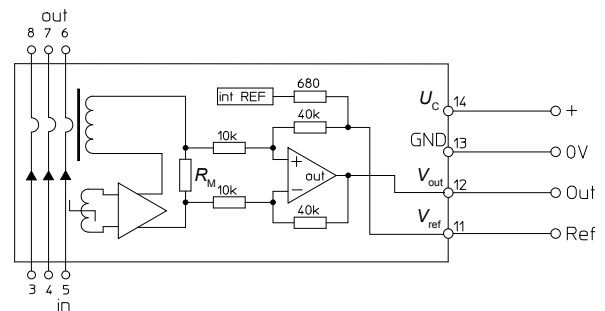 out
8 7 6
680
int REF
U_C 14
+
40k
10k
GND 13
0V
+
out
R_M
V_out 12
Out
10k
–
40k
V_ref 11
Ref
3 4 5
in